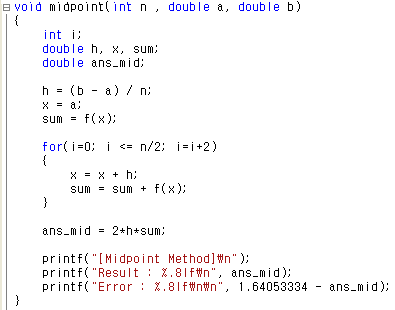 void midpoint(int n , double a, double b)
{
    int i;
    double h, x, sum;
    double ans_mid;

    h = (b - a) / n;
    x = a;
    sum = f(x);

    for(i=0; i <= n/2; i=i+2)
    {
        x = x + h;
        sum = sum + f(x);
    }

    ans_mid = 2*h*sum;

    printf("[Midpoint Method]₩n");
    printf("Result : %.8lf₩n", ans_mid);
    printf("Error : %.8lf₩n₩n", 1.64053334 - ans_mid);
}